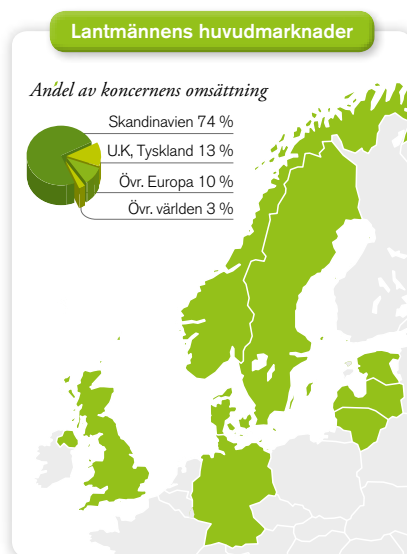 Lantmännens huvudmarknader
Andel av koncernens omsättning
Skandinavien 74 %
U.K, Tyskland 13 %
Övr. Europa 10 %
Övr. världen 3 %